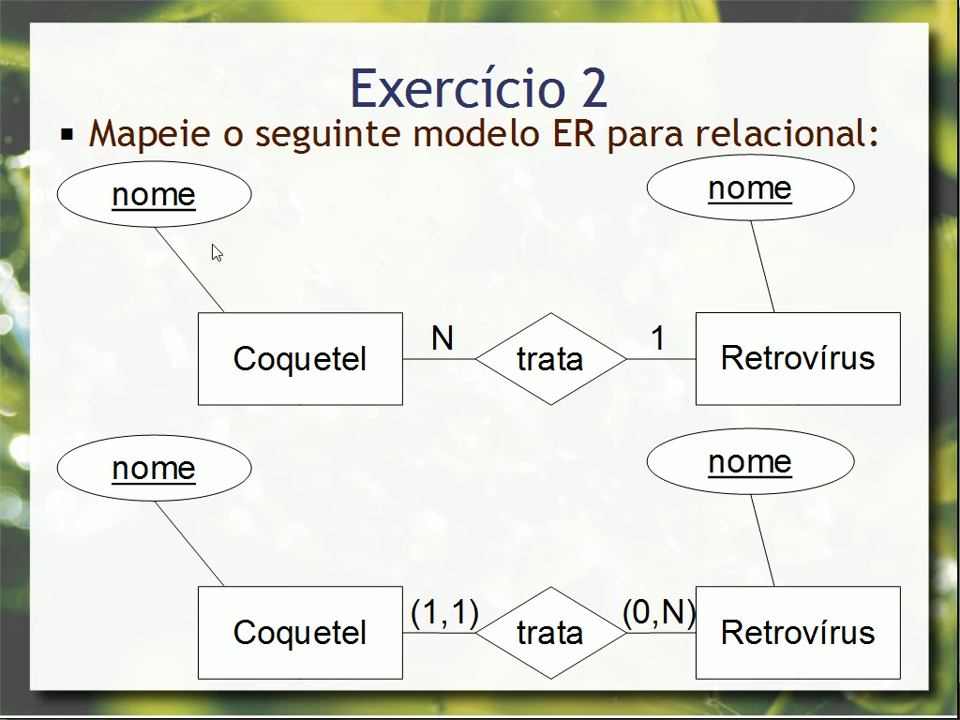 Exercício 2
▪ Mapeie o seguinte modelo ER para relacional:
nome
nome
N
1
Coquetel
trata
Retrovírus
nome
nome
(1,1)
(0,N)
Coquetel
trata
Retrovírus